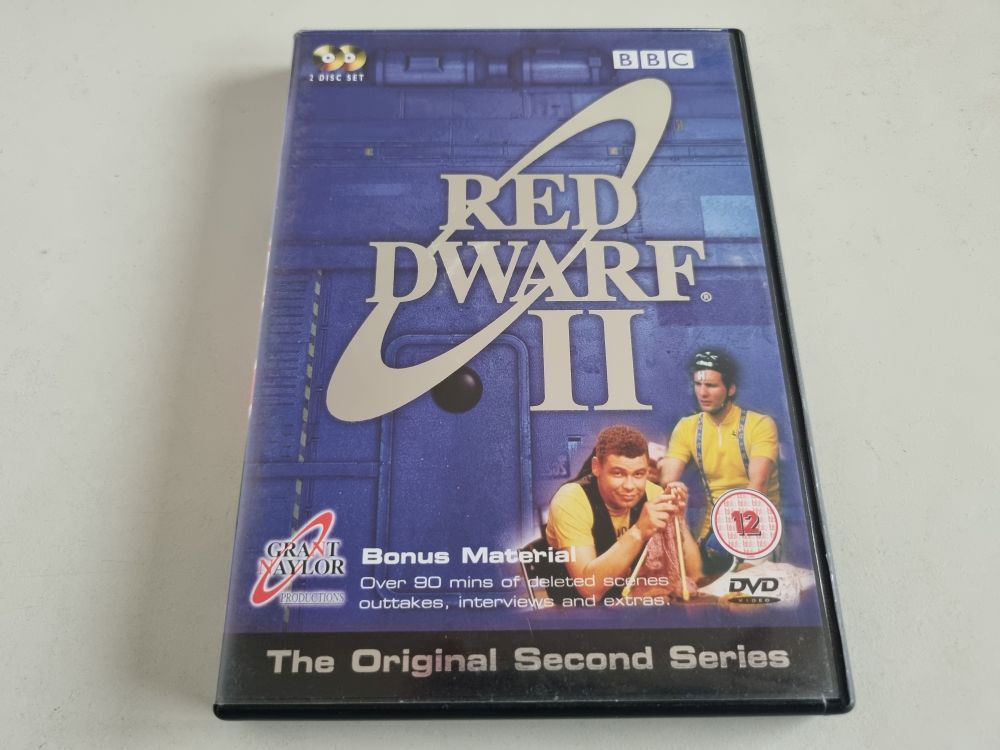 2 DISC SET
BBC
RED
DWARF®
II
H
12
GRANT
NAYLOR
PRODUCTIONS
Bonus Material
Over 90 mins of deleted scenes
outtakes, interviews and extras.
DVD
VIDEO
The Original Second Series